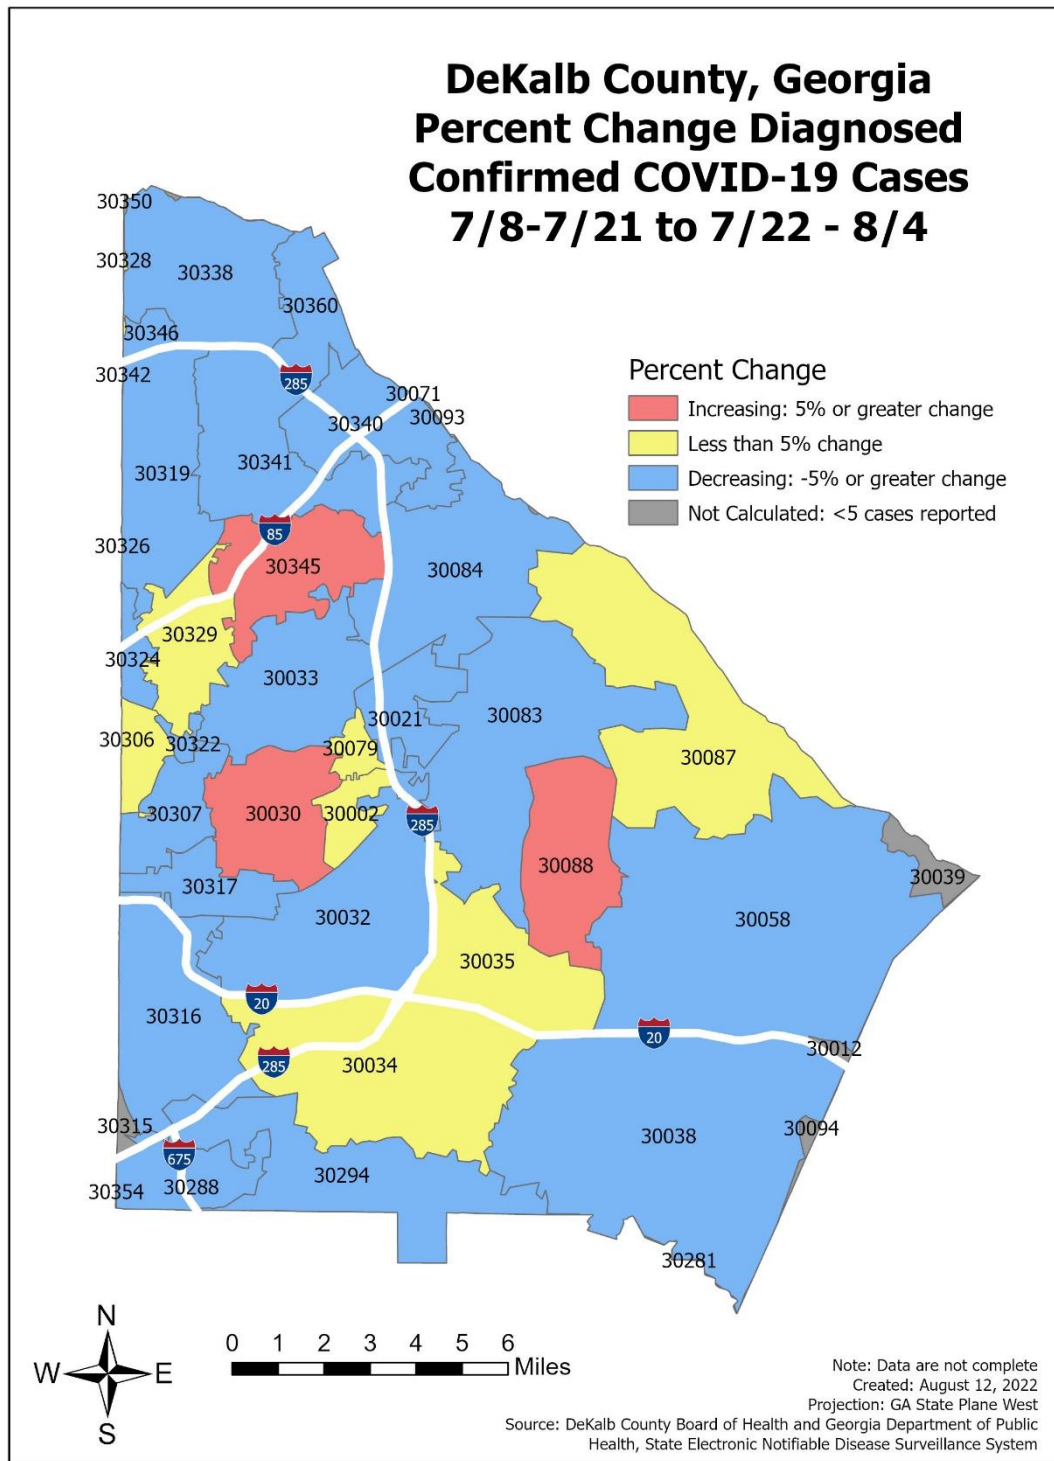 DeKalb County, Georgia
Percent Change Diagnosed
Confirmed COVID-19 Cases
7/8-7/21 to 7/22 - 8/4
30350
30328
30338
30360
30346
30342
285
30071
30093
30340
30341
30319
Percent Change
Increasing: 5% or greater change
Less than 5% change
Decreasing: -5% or greater change
Not Calculated: <5 cases reported
85
30326
30345
30084
30329
30324
30033
30021
30083
30306
30322
30079
30087
30307
30030
30002
285
30088
30317
30039
30032
30058
30035
20
30316
20
30012
285
30034
30315
30094
30038
675
30294
30354
30288
30281
N
W
E
S
0 1 2 3 4 5 6
Miles
Note: Data are not complete
Created: August 12, 2022
Projection: GA State Plane West
Source: DeKalb County Board of Health and Georgia Department of Public
Health, State Electronic Notifiable Disease Surveillance System